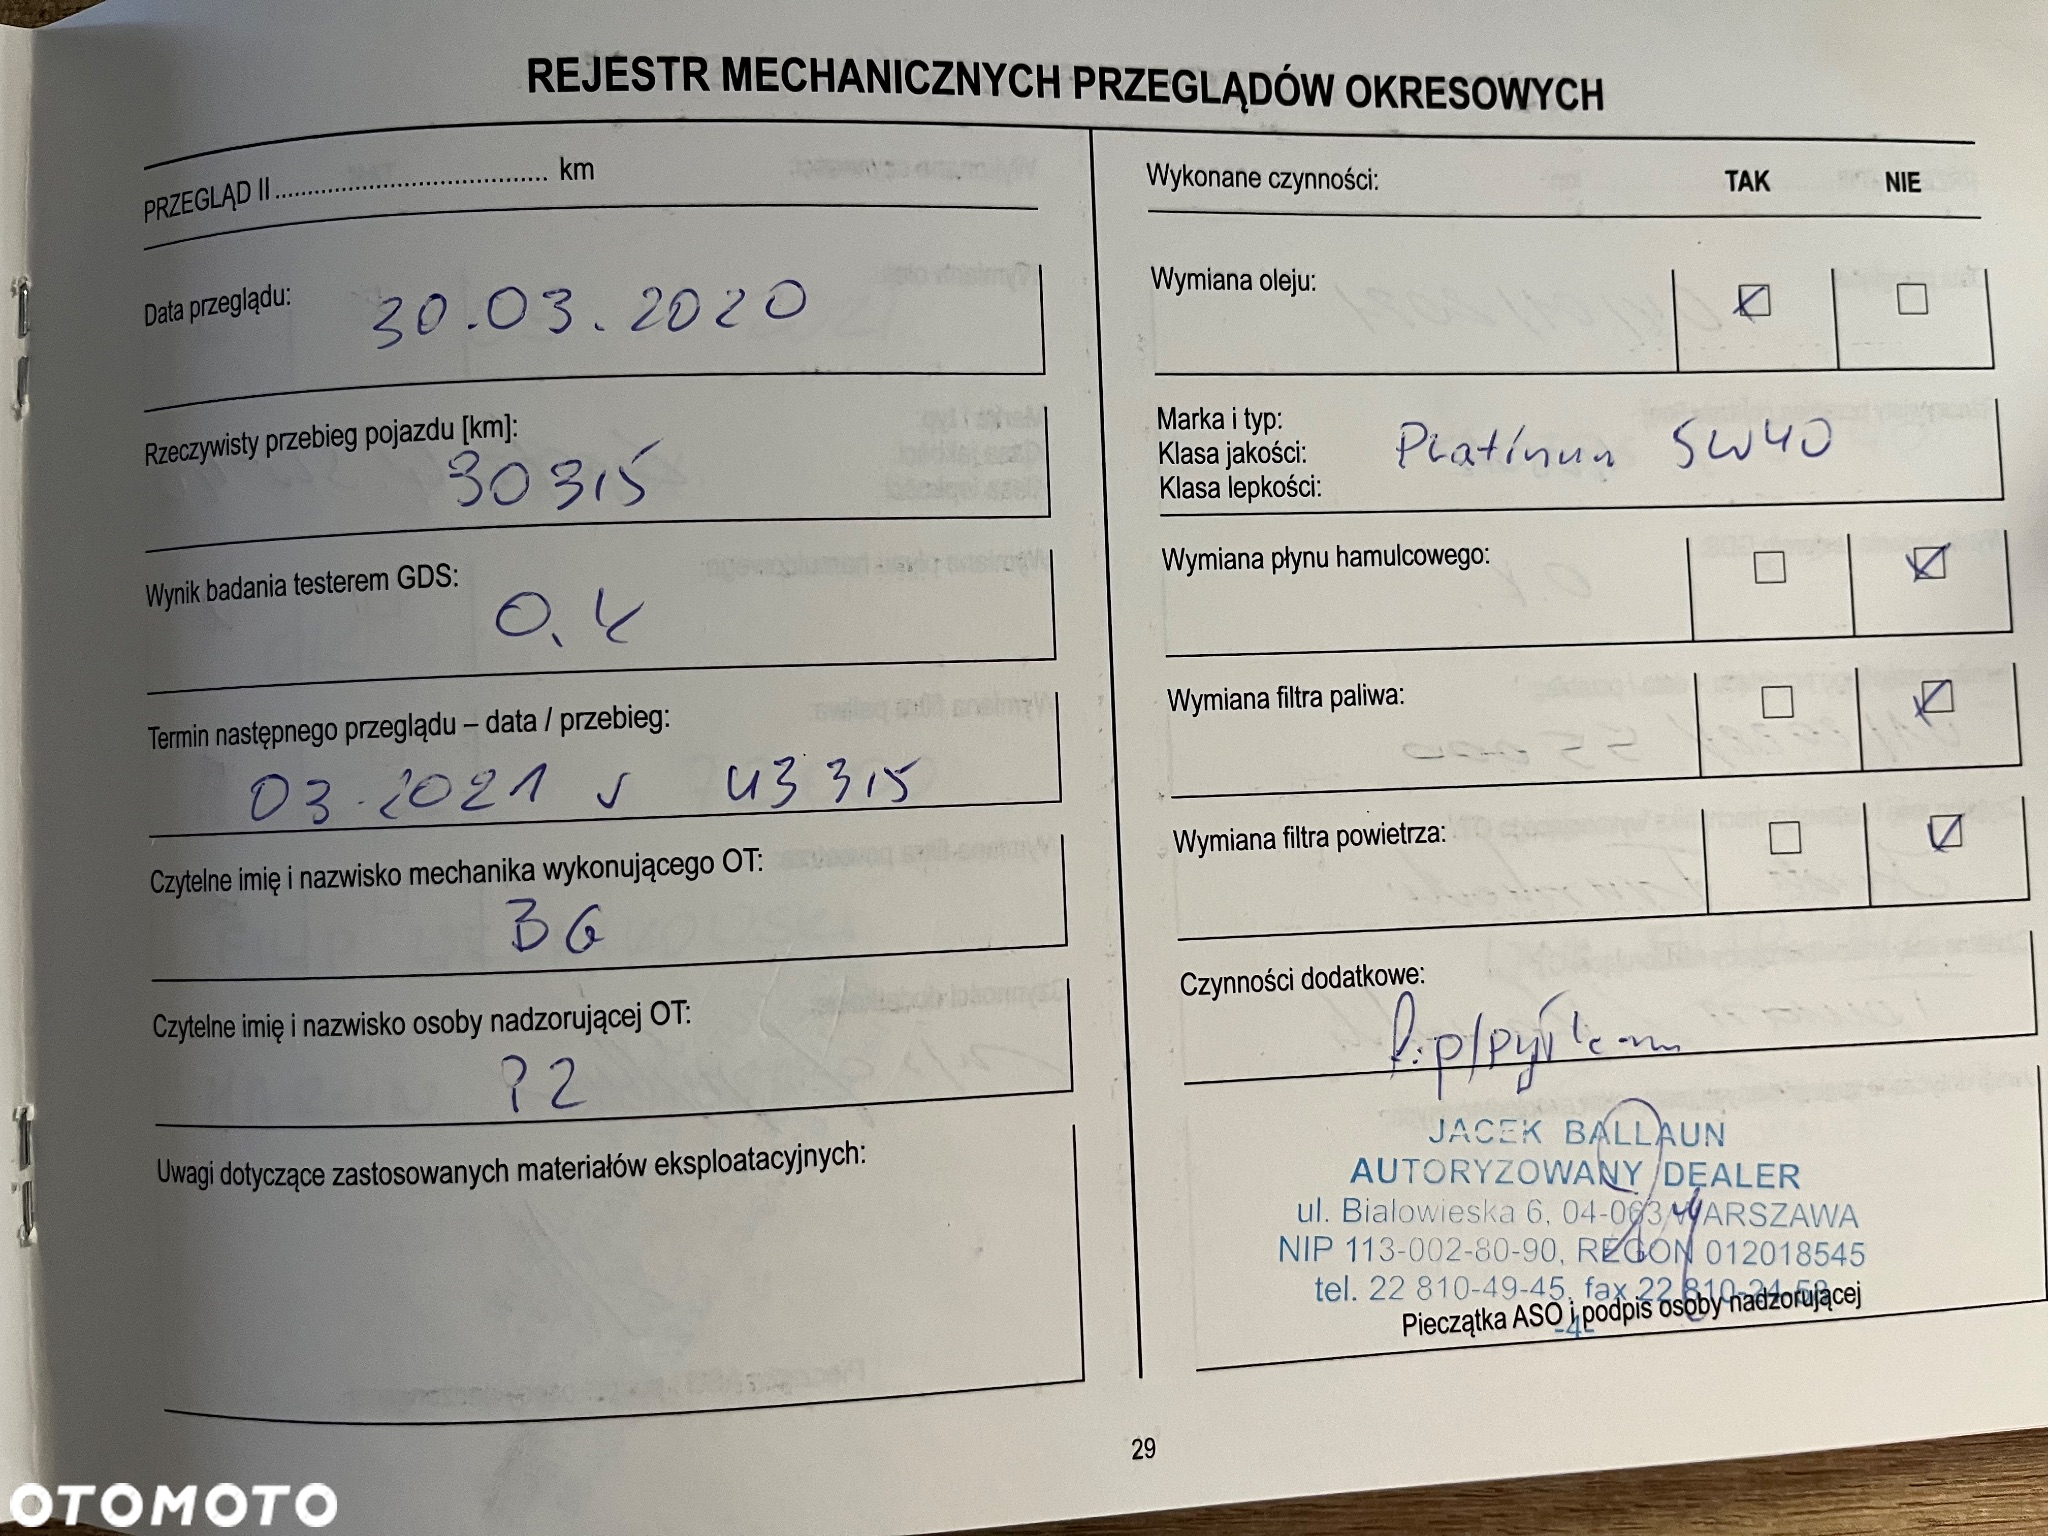 REJESTR MECHANICZNYCH PRZEGLĄDÓW OKRESOWYCH
PRZEGLĄD II ........................................ km
Data przeglądu: 30.03.2020
Rzeczywisty przebieg pojazdu [km]:
30315
Wynik badania testerem GDS:
O.K
Termin następnego przeglądu – data / przebieg:
03.2021 v 43315
Czytelne imię i nazwisko mechanika wykonującego OT:
BG
Czytelne imię i nazwisko osoby nadzorującej OT:
PZ
Uwagi dotyczące zastosowanych materiałów eksploatacyjnych:
Wykonane czynności: TAK NIE
Wymiana oleju:
Marka i typ:
Klasa jakości: Platinum 5W40
Klasa lepkości:
Wymiana płynu hamulcowego:
Wymiana filtra paliwa:
Wymiana filtra powietrza:
Czynności dodatkowe:
JACEK BALLAUN
AUTORYZOWANY DEALER
ul. Białowieska 6, 04-063 WARSZAWA
NIP 113-002-80-90, REGON 012018545
tel. 22 810-49-45, fax 22 810-24-58
Pieczątka ASO i podpis osoby nadzorującej
-4-
29
OTOMOTO